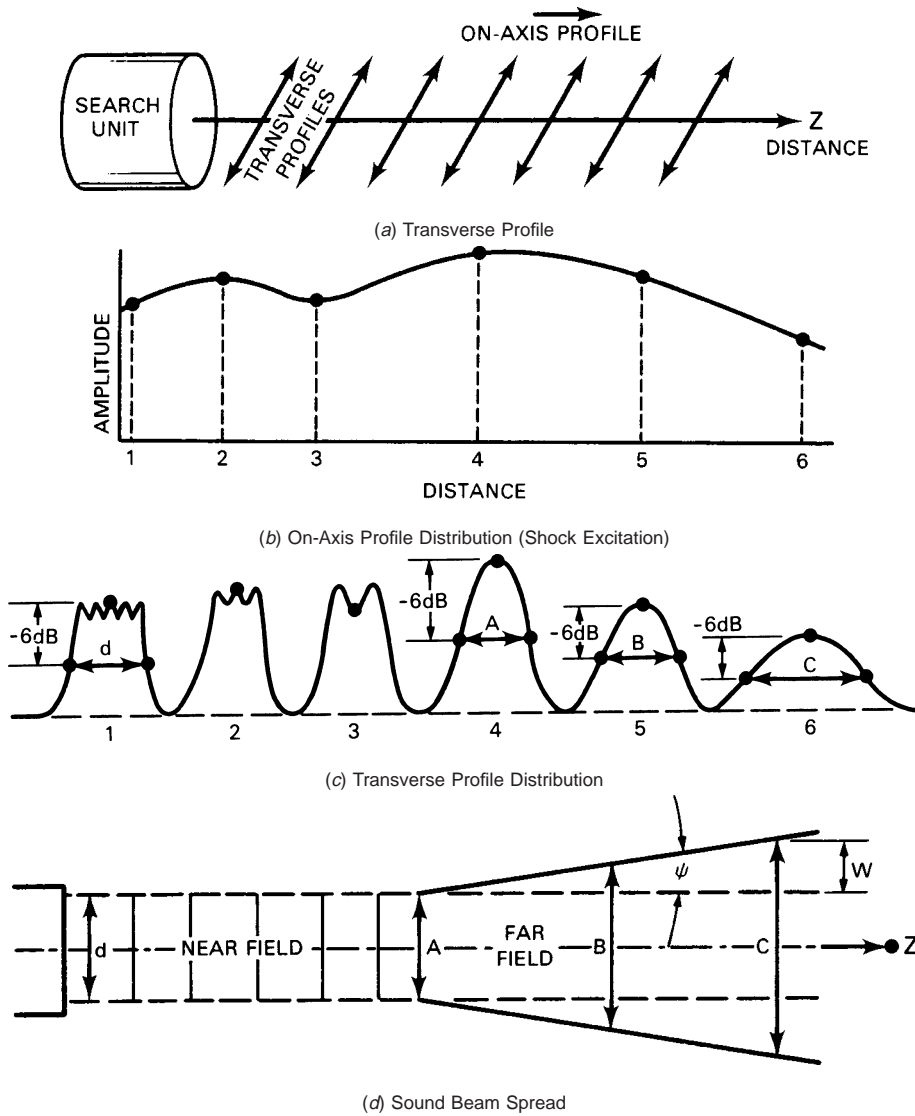 ON-AXIS PROFILE
SEARCH
UNIT
TRANSVERSE
PROFILES
Z
DISTANCE
(a) Transverse Profile
AMPLITUDE
1 2 3 4 5 6
DISTANCE
(b) On-Axis Profile Distribution (Shock Excitation)
-6dB d -6dB A -6dB B -6dB C
1 2 3 4 5 6
(c) Transverse Profile Distribution
ψ W
d NEAR FIELD A FAR FIELD B C Z
(d) Sound Beam Spread